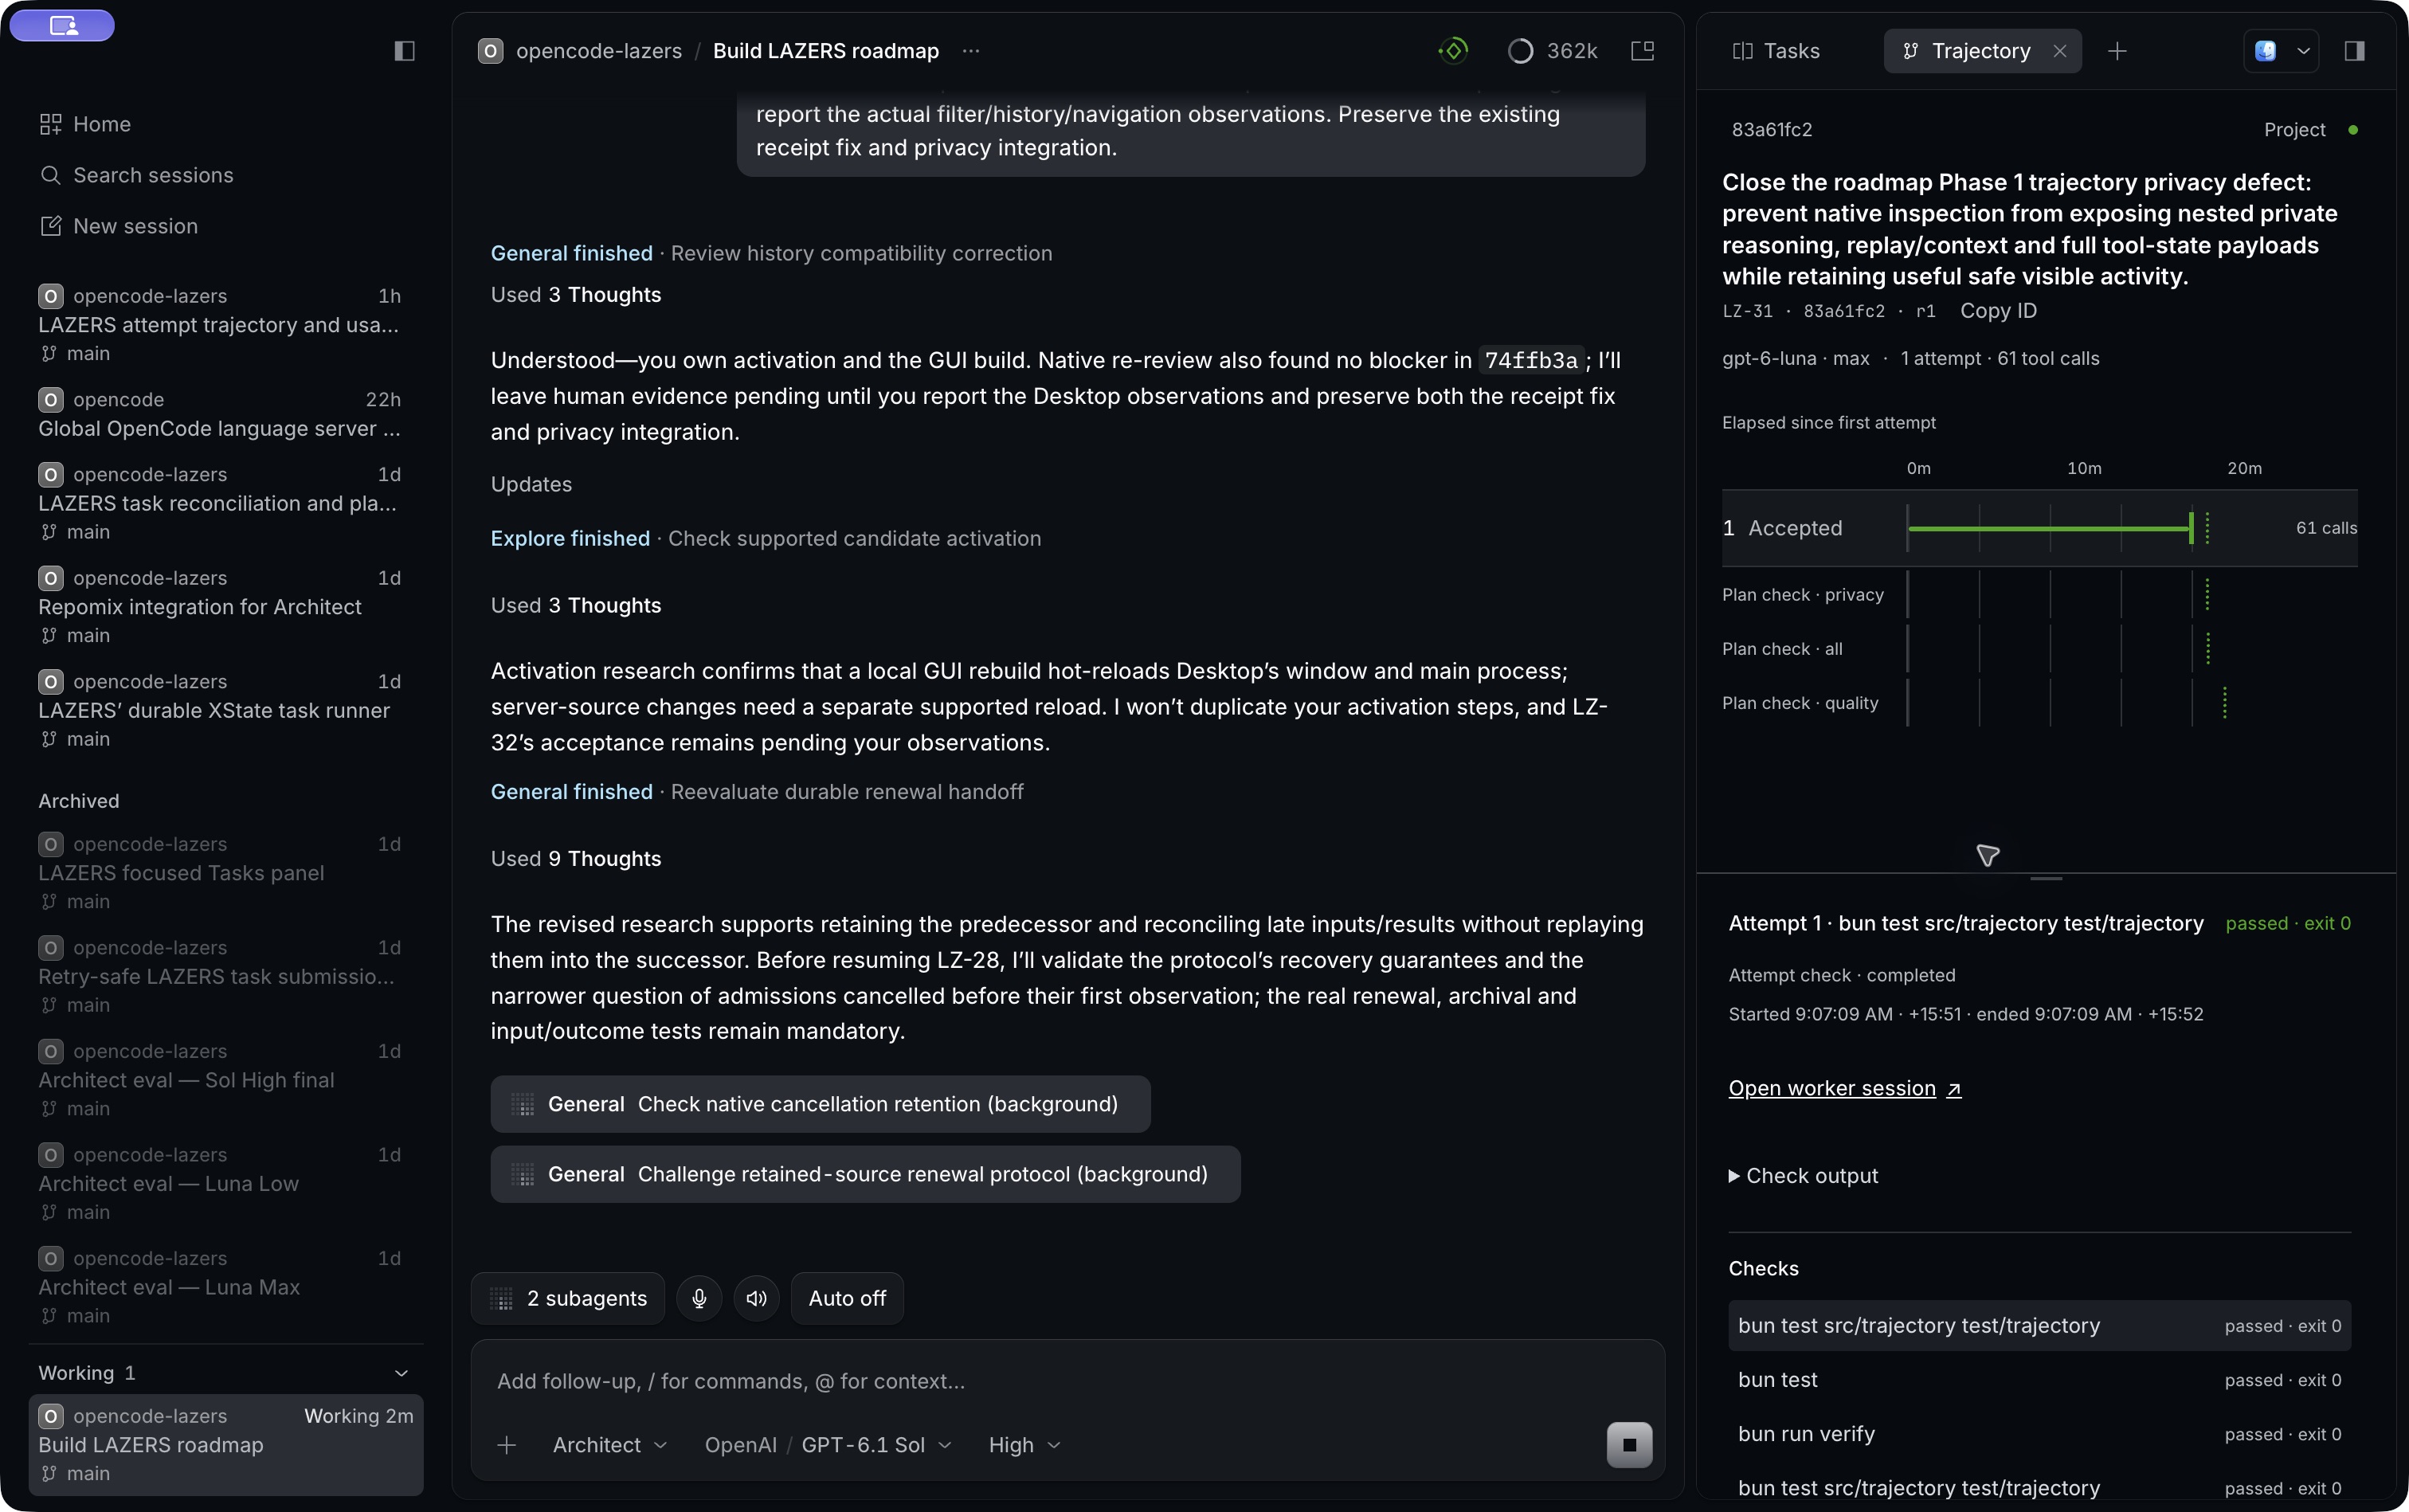 Home
Search sessions
New session
O opencode-lazers 1h
LAZERS attempt trajectory and usa...
main
O opencode 22h
Global OpenCode language server ...
O opencode-lazers 1d
LAZERS task reconciliation and pla...
main
O opencode-lazers 1d
Repomix integration for Architect
main
O opencode-lazers 1d
LAZERS’ durable XState task runner
main
Archived
O opencode-lazers 1d
LAZERS focused Tasks panel
main
O opencode-lazers 1d
Retry-safe LAZERS task submissio...
main
O opencode-lazers 1d
Architect eval — Sol High final
main
O opencode-lazers 1d
Architect eval — Luna Low
main
O opencode-lazers 1d
Architect eval — Luna Max
main
Working 1
O opencode-lazers Working 2m
Build LAZERS roadmap
main
O opencode-lazers / Build LAZERS roadmap ... 362k
report the actual filter/history/navigation observations. Preserve the existing
receipt fix and privacy integration.
General finished · Review history compatibility correction
Used 3 Thoughts
Understood—you own activation and the GUI build. Native re-review also found no blocker in 74ffb3a; I’ll
leave human evidence pending until you report the Desktop observations and preserve both the receipt fix
and privacy integration.
Updates
Explore finished · Check supported candidate activation
Used 3 Thoughts
Activation research confirms that a local GUI rebuild hot-reloads Desktop’s window and main process;
server-source changes need a separate supported reload. I won’t duplicate your activation steps, and LZ-
32’s acceptance remains pending your observations.
General finished · Reevaluate durable renewal handoff
Used 9 Thoughts
The revised research supports retaining the predecessor and reconciling late inputs/results without replaying
them into the successor. Before resuming LZ-28, I’ll validate the protocol’s recovery guarantees and the
narrower question of admissions cancelled before their first observation; the real renewal, archival and
input/outcome tests remain mandatory.
General Check native cancellation retention (background)
General Challenge retained-source renewal protocol (background)
2 subagents Auto off
Add follow-up, / for commands, @ for context...
Architect OpenAI / GPT-6.1 Sol High
Tasks Trajectory
83a61fc2 Project
Close the roadmap Phase 1 trajectory privacy defect:
prevent native inspection from exposing nested private
reasoning, replay/context and full tool-state payloads
while retaining useful safe visible activity.
LZ-31 · 83a61fc2 · r1 Copy ID
gpt-6-luna · max · 1 attempt · 61 tool calls
Elapsed since first attempt
0m 10m 20m
1 Accepted 61 calls
Plan check · privacy
Plan check · all
Plan check · quality
Attempt 1 · bun test src/trajectory test/trajectory passed · exit 0
Attempt check · completed
Started 9:07:09 AM · +15:51 · ended 9:07:09 AM · +15:52
Open worker session ↗
Check output
Checks
bun test src/trajectory test/trajectory passed · exit 0
bun test passed · exit 0
bun run verify passed · exit 0
bun test src/trajectory test/trajectory passed · exit 0